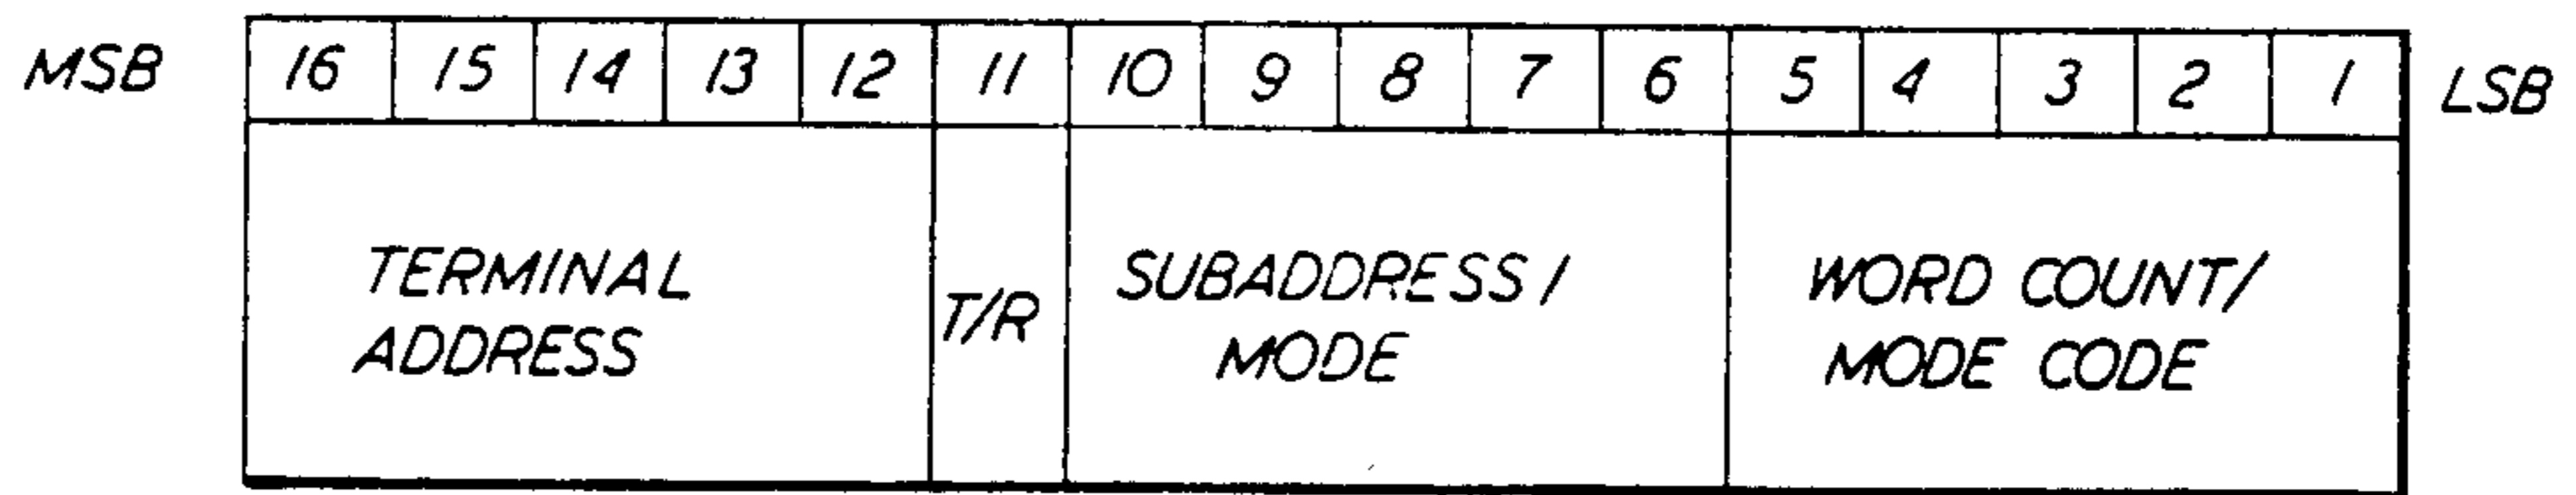 MSB 16 15 14 13 12 11 10 9 8 7 6 5 4 3 2 1 LSB
TERMINAL
ADDRESS
T/R
SUBADDRESS/
MODE
WORD COUNT/
MODE CODE